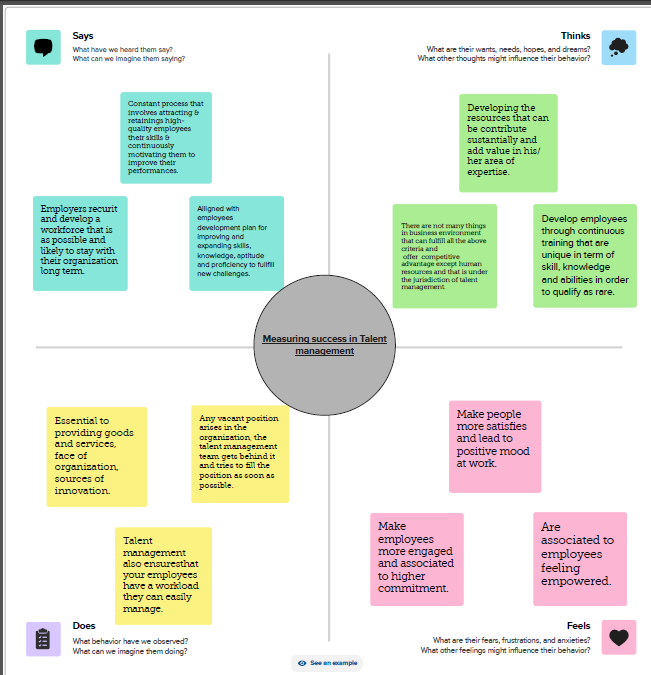 Says
What have we heard them say?
What can we imagine them saying?
Thinks
What are their wants, needs, hopes, and dreams?
What other thoughts might influence their behavior?
Constant process that
involves attracting &
retainings high-
quality employees
their skills &
continuously
motivating them to
improve their
performances.
Employers recurit
and develop a
workforce that is
as possible and
likely to stay with
their organization
long term.
Alligned with
employees
development plan for
improving and
expanding skills,
knowledge, aptitude
and proficiency to fullfill
new challenges.
Developing the
resources that can
be contribute
sustantially and
add value in his/
her area of
expertise.
There are not many things
in business environment
that can fulfill all the above
criteria and
offer competitive
advantage except human
resources and that is under
the jurisdiction of talent
management.
Develop employees
through continuous
training that are
unique in term of
skill, knowledge
and abilities in order
to qualify as rare.
Measuring success in Talent
management
Essential to
providing goods
and services,
face of
organization,
sources of
innovation.
Any vacant position
arises in the
organization, the
talent management
team gets behind it
and tries to fill the
position as soon as
possible.
Talent
management
also ensuresthat
your employees
have a workload
they can easily
manage.
Make people
more satisfies
and lead to
positive mood
at work.
Make
employees
more engaged
and associated
to higher
commitment.
Are
associated to
employees
feeling
empowered.
Does
What behavior have we observed?
What can we imagine them doing?
Feels
What are their fears, frustrations, and anxieties?
What other feelings might influence their behavior?
See an example